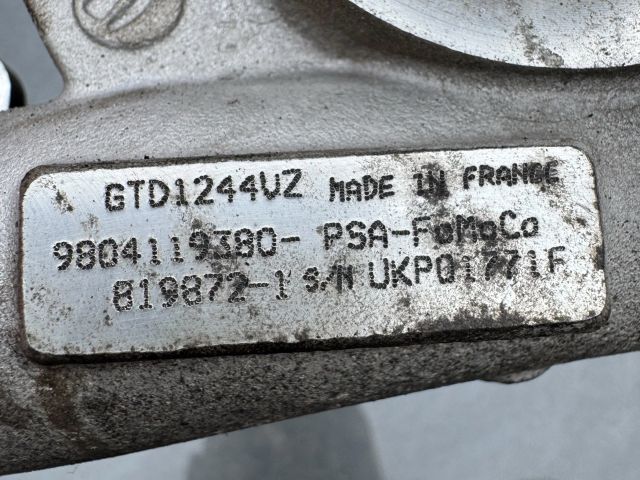 GTD1244VZ MADE IN FRANCE
9804119380- PSA-FoMoCo
819872-1 S/N UKP01771F